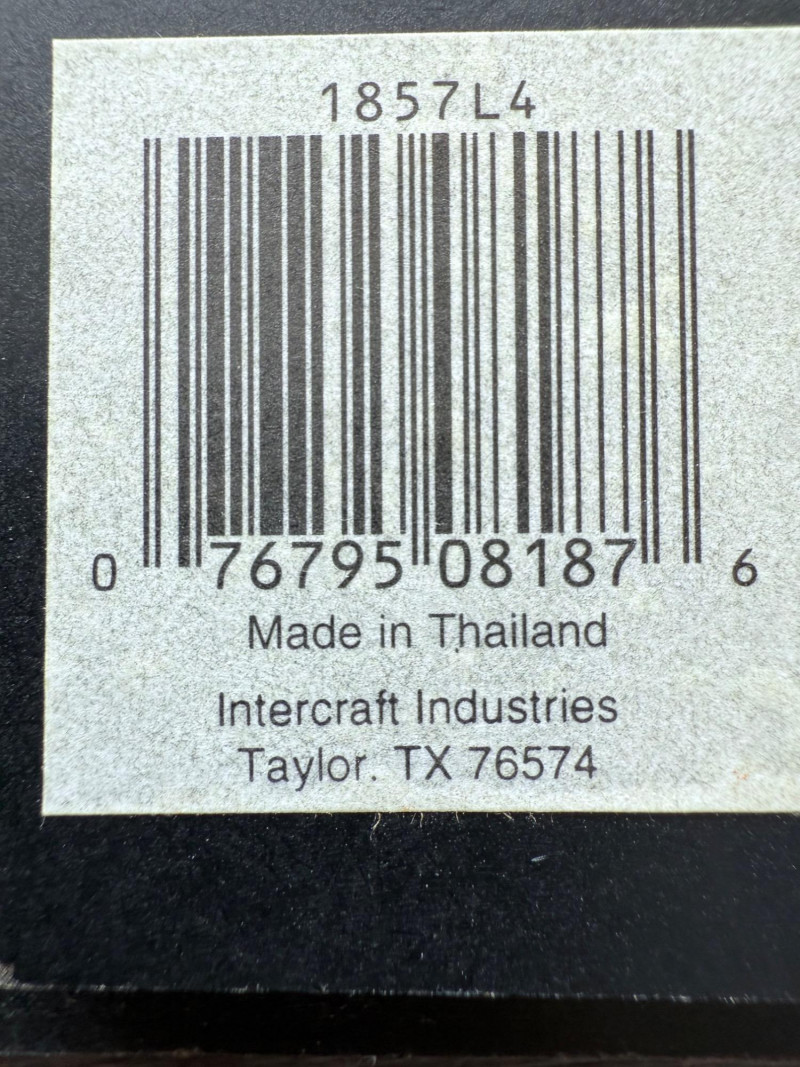 1857L4
0 76795 08187 6
Made in Thailand
Intercraft Industries
Taylor. TX 76574